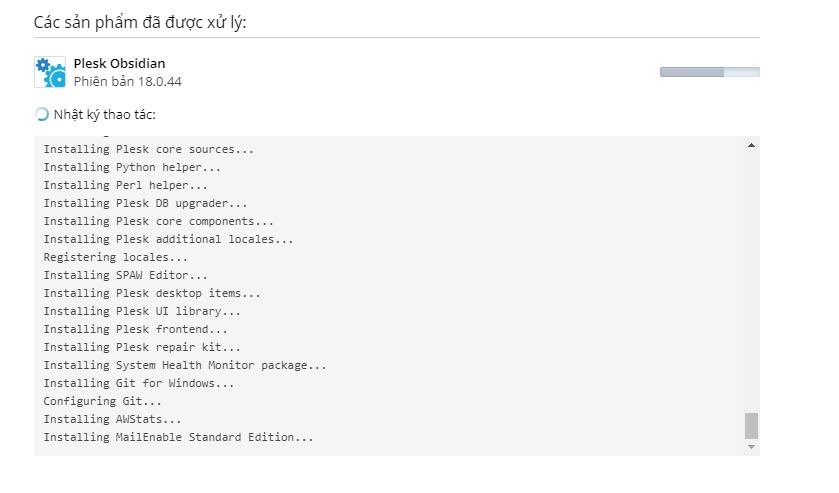 Các sản phẩm đã được xử lý:
Plesk Obsidian
Phiên bản 18.0.44
Nhật ký thao tác:
Installing Plesk core sources...
Installing Python helper...
Installing Perl helper...
Installing Plesk DB upgrader...
Installing Plesk core components...
Installing Plesk additional locales...
Registering locales...
Installing SPAW Editor...
Installing Plesk desktop items...
Installing Plesk UI library...
Installing Plesk frontend...
Installing Plesk repair kit...
Installing System Health Monitor package...
Installing Git for Windows...
Configuring Git...
Installing AWStats...
Installing MailEnable Standard Edition...